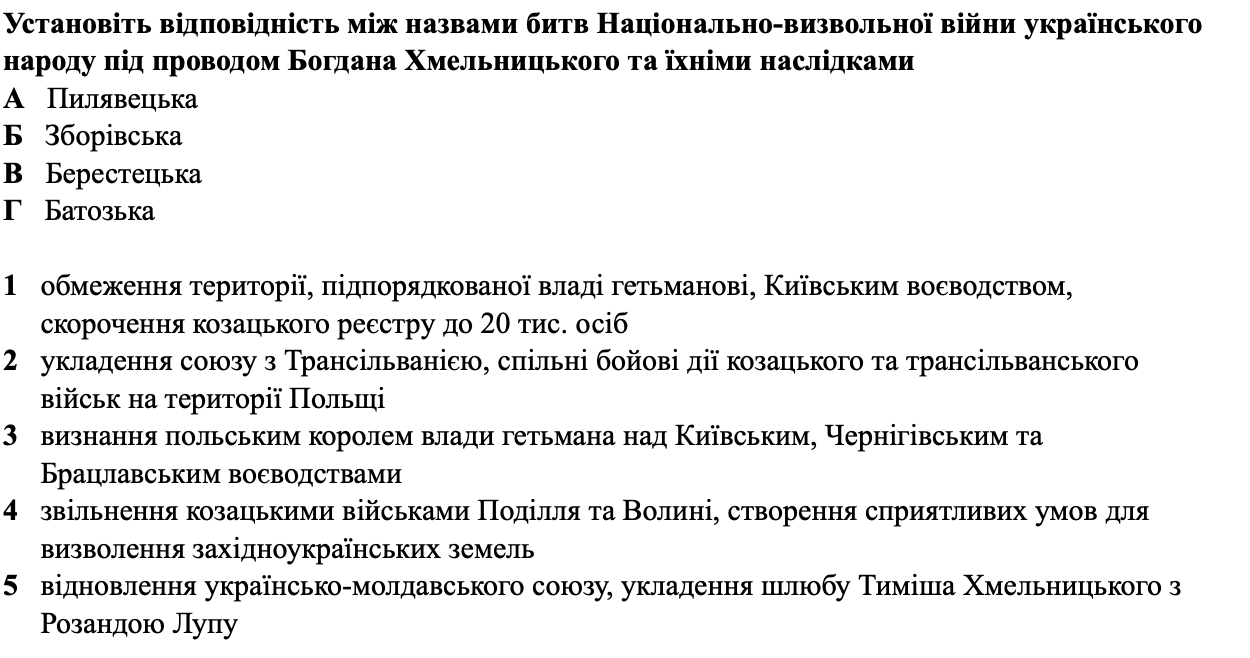 Установіть відповідність між назвами битв Національно-визвольної війни українського
народу під проводом Богдана Хмельницького та їхніми наслідками
А Пилявецька
Б Зборівська
В Берестецька
Г Батозька
1 обмеження території, підпорядкованої владі гетьманові, Київським воєводством,
скорочення козацького реєстру до 20 тис. осіб
2 укладення союзу з Трансільванією, спільні бойові дії козацького та трансільванського
військ на території Польщі
3 визнання польським королем влади гетьмана над Київським, Чернігівським та
Брацлавським воєводствами
4 звільнення козацькими військами Поділля та Волині, створення сприятливих умов для
визволення західноукраїнських земель
5 відновлення українсько-молдавського союзу, укладення шлюбу Тиміша Хмельницького з
Розандою Лупу